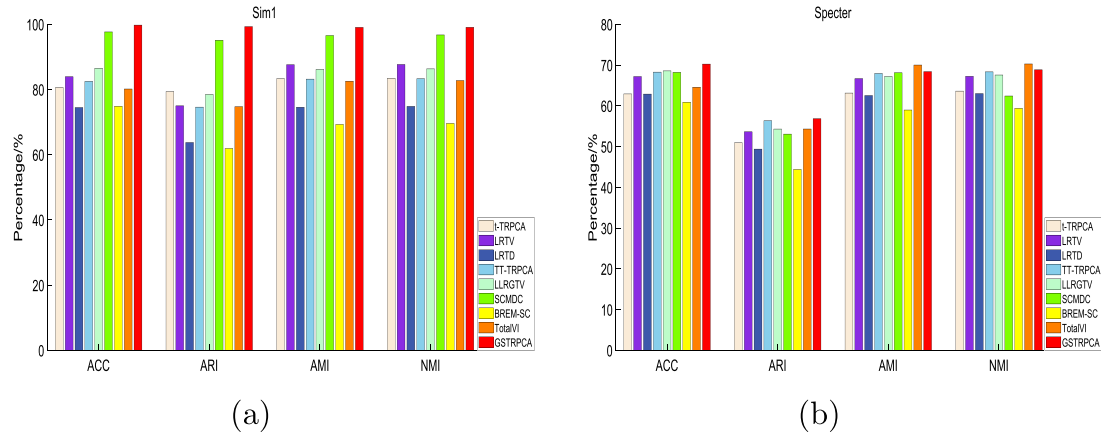 Sim1
Percentage/%
100
80
60
40
20
0
ACC
ARI
AMI
NMI
t-TRPCA
LRTV
LRTD
TT-TRPCA
LLRGTV
SCMDC
BREM-SC
TotalVI
GSTRPCA
(a)
Specter
Percentage/%
80
70
60
50
40
30
20
10
0
ACC
ARI
AMI
NMI
t-TRPCA
LRTV
LRTD
TT-TRPCA
LLRGTV
SCMDC
BREM-SC
TotalVI
GSTRPCA
(b)